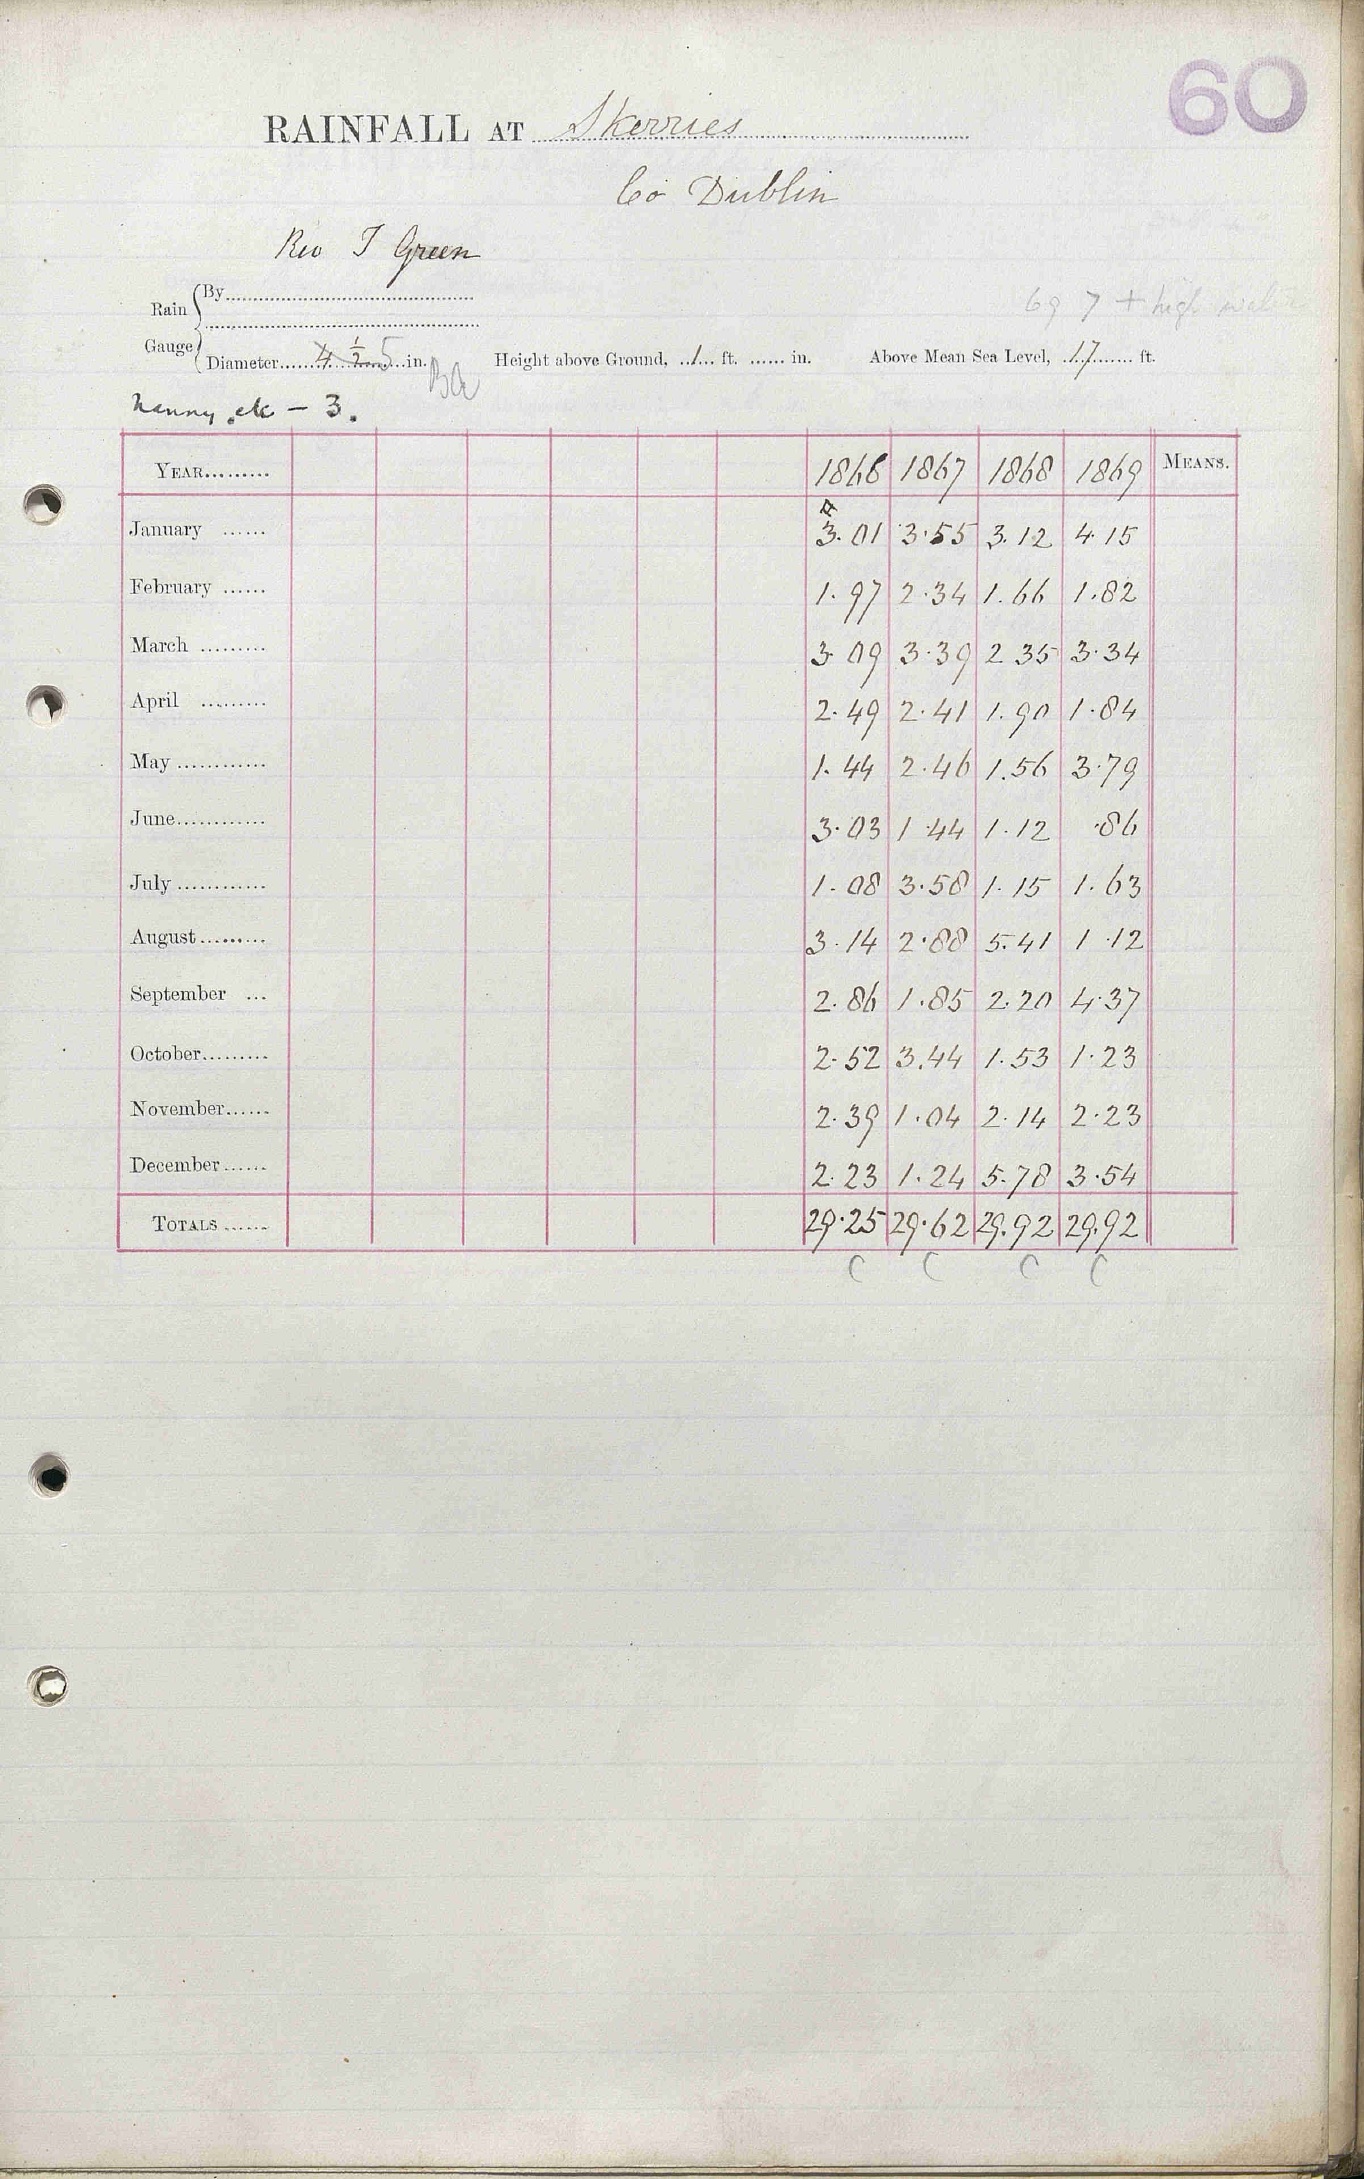 60
RAINFALL AT Skerries
Co Dublin
Rev T Green
69 7 + high water
Rain Gauge
By
Diameter 4 1/2 5 in. Height above Ground, 1 ft. in. Above Mean Sea Level, 17 ft.
Nanny etc - 3.
YEAR 1866 1867 1868 1869 MEANS.
January 3.01 3.55 3.12 4.15
February 1.97 2.34 1.66 1.82
March 3.09 3.39 2.35 3.34
April 2.49 2.41 1.90 1.84
May 1.44 2.46 1.56 3.79
June 3.03 1.44 1.12 .86
July 1.08 3.58 1.15 1.63
August 3.14 2.88 5.41 1.12
September 2.86 1.85 2.20 4.37
October 2.52 3.44 1.53 1.23
November 2.39 1.04 2.14 2.23
December 2.23 1.24 5.78 3.54
TOTALS 29.25 29.62 29.92 29.92
C C C C